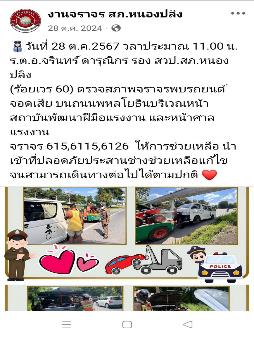 งานจราจร สภ.หนองปลิง
28 ต.ค. 2024
วันที่ 28 ต.ค.2567 เวลาประมาณ 11.00 น.
ร.ต.อ.จรินทร์ ดารุณิกร รอง สวป.สภ.หนอง
ปลิง
(ร้อยเวร 60) ตรวจสภาพจราจรพบรถยนต์
จอดเสีย บนถนนพหลโยธินบริเวณหน้า
สถาบันพัฒนาฝีมือแรงงาน และหน้าศาล
แรงงาน
จราจร 615,6115,6126 ให้การช่วยเหลือ นำ
เข้าที่ปลอดภัยประสานช่างช่วยเหลือแก้ไข
จนสามารถเดินทางต่อไปได้ตามปกติ
POLICE